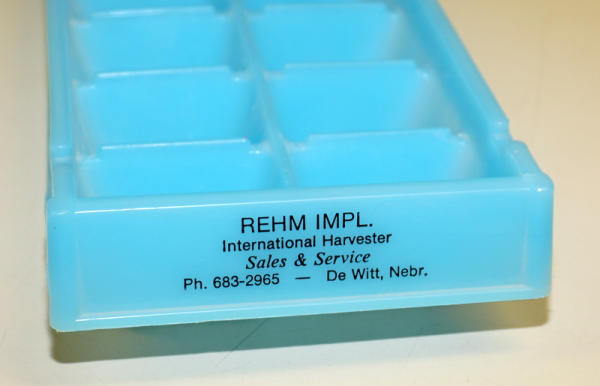 REHM IMPL.
International Harvester
Sales & Service
Ph. 683-2965 — De Witt, Nebr.